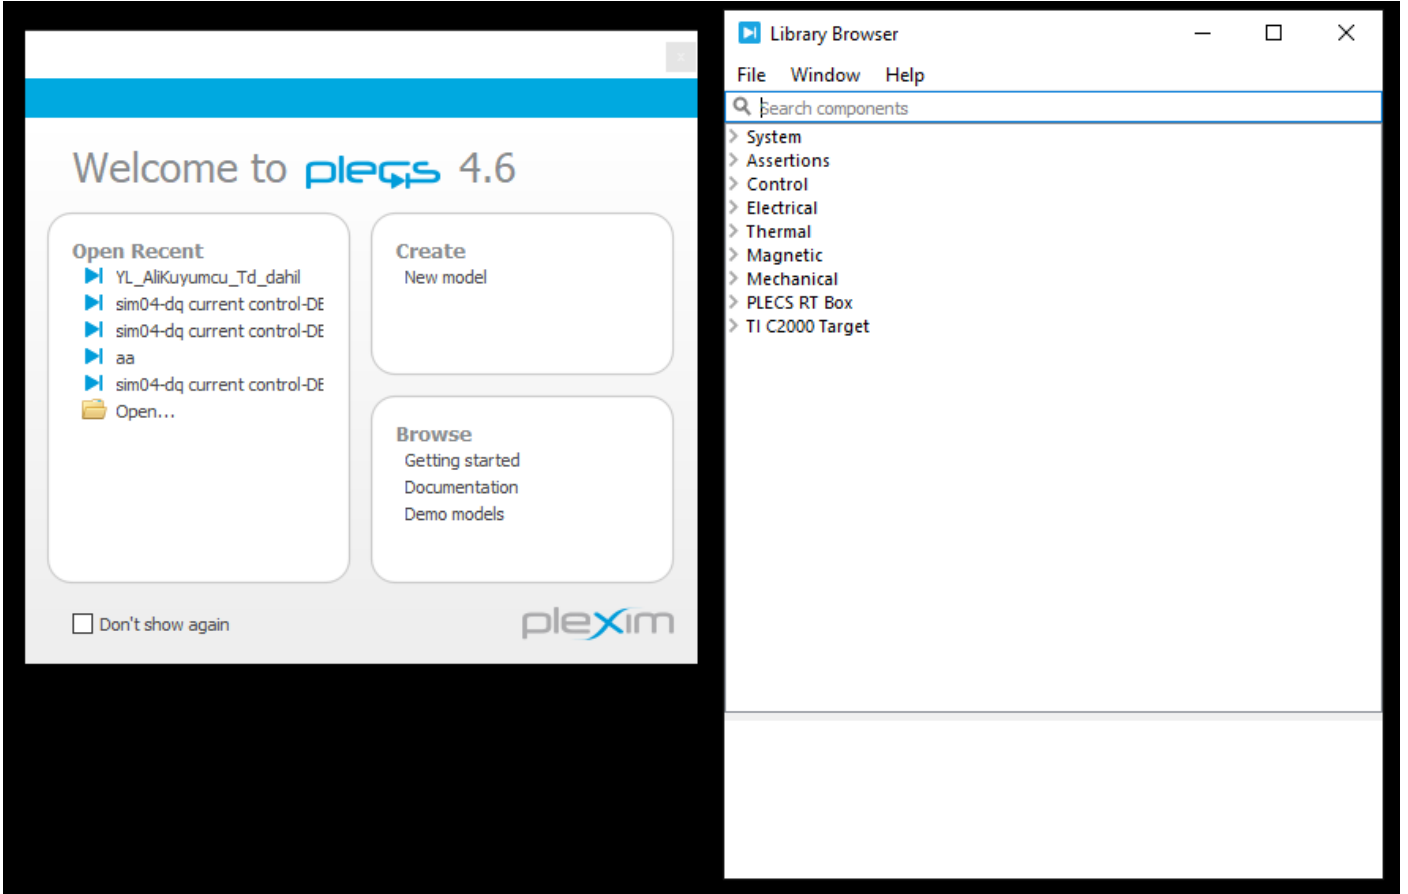 Welcome to plecs 4.6
Open Recent
YL_AliKuyumcu_Td_dahil
sim04-dq current control-DE
sim04-dq current control-DE
aa
sim04-dq current control-DE
Open...
Create
New model
Browse
Getting started
Documentation
Demo models
Don't show again
plexim
Library Browser
File Window Help
Search components
System
Assertions
Control
Electrical
Thermal
Magnetic
Mechanical
PLECS RT Box
TI C2000 Target